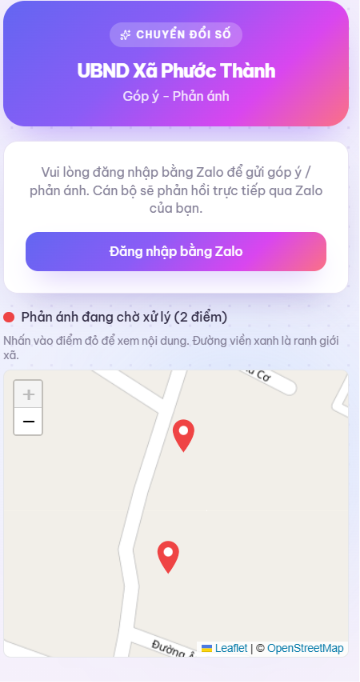 CHUYỂN ĐỔI SỐ
UBND Xã Phước Thành
Góp ý - Phản ánh
Vui lòng đăng nhập bằng Zalo để gửi góp ý /
phản ánh. Cán bộ sẽ phản hồi trực tiếp qua Zalo
của bạn.
Đăng nhập bằng Zalo
Phản ánh đang chờ xử lý (2 điểm)
Nhấn vào điểm đỏ để xem nội dung. Đường viền xanh là ranh giới
xã.
+
−
Cơ
Đường
Leaflet | © OpenStreetMap